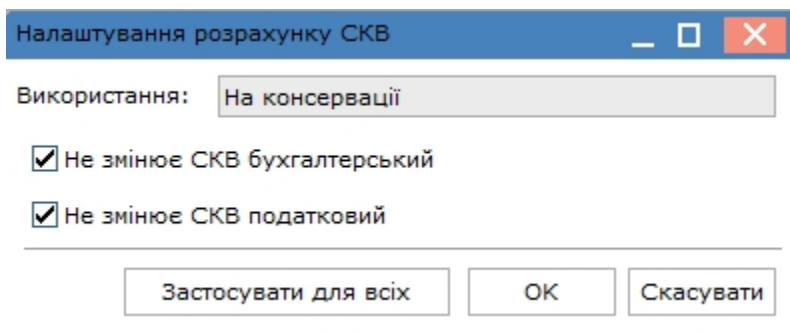 Налаштування розрахунку СКВ
Використання: На консервації
Не змінює СКВ бухгалтерський
Не змінює СКВ податковий
Застосувати для всіх ОК Скасувати